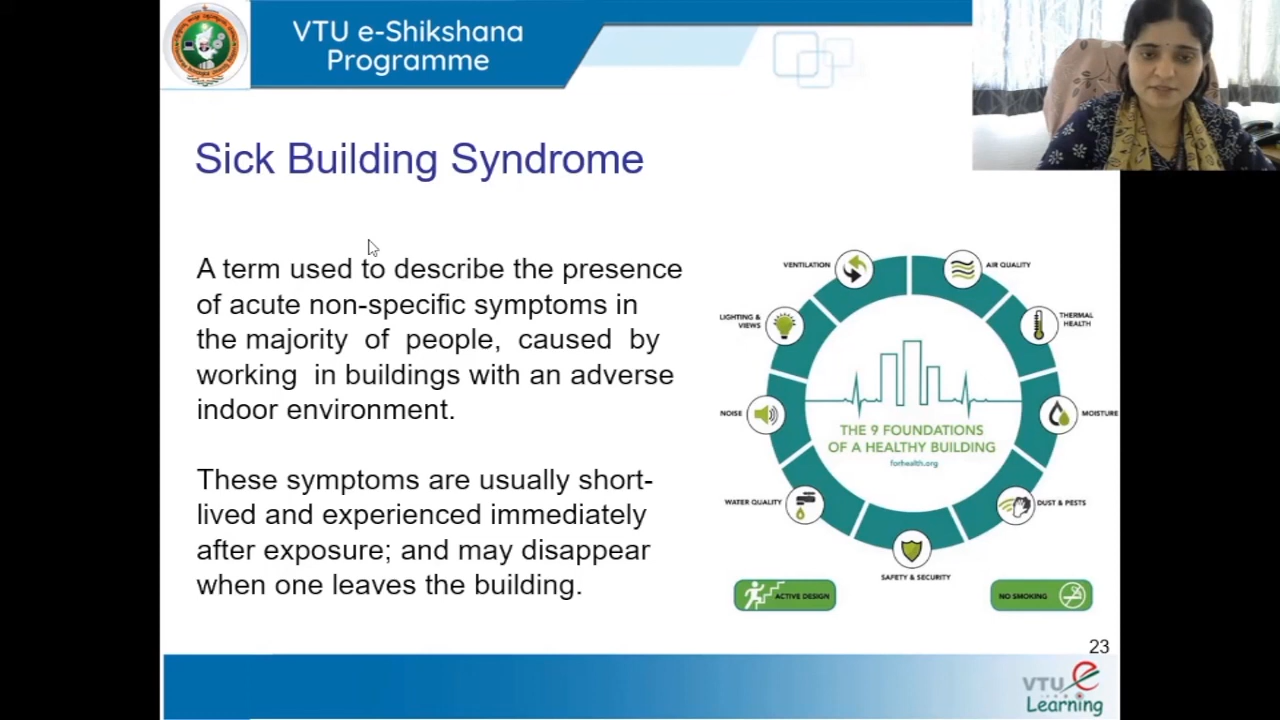 VTU e-Shikshana
Programme
Sick Building Syndrome
A term used to describe the presence
of acute non-specific symptoms in
the majority of people, caused by
working in buildings with an adverse
indoor environment.
These symptoms are usually short-
lived and experienced immediately
after exposure; and may disappear
when one leaves the building.
VENTILATION
AIR QUALITY
LIGHTING &
VIEWS
THERMAL
HEALTH
NOISE
MOISTURE
THE 9 FOUNDATIONS
OF A HEALTHY BUILDING
forhealth.org
WATER QUALITY
DUST & PESTS
SAFETY & SECURITY
ACTIVE DESIGN
NO SMOKING
23
VTU e
Learning